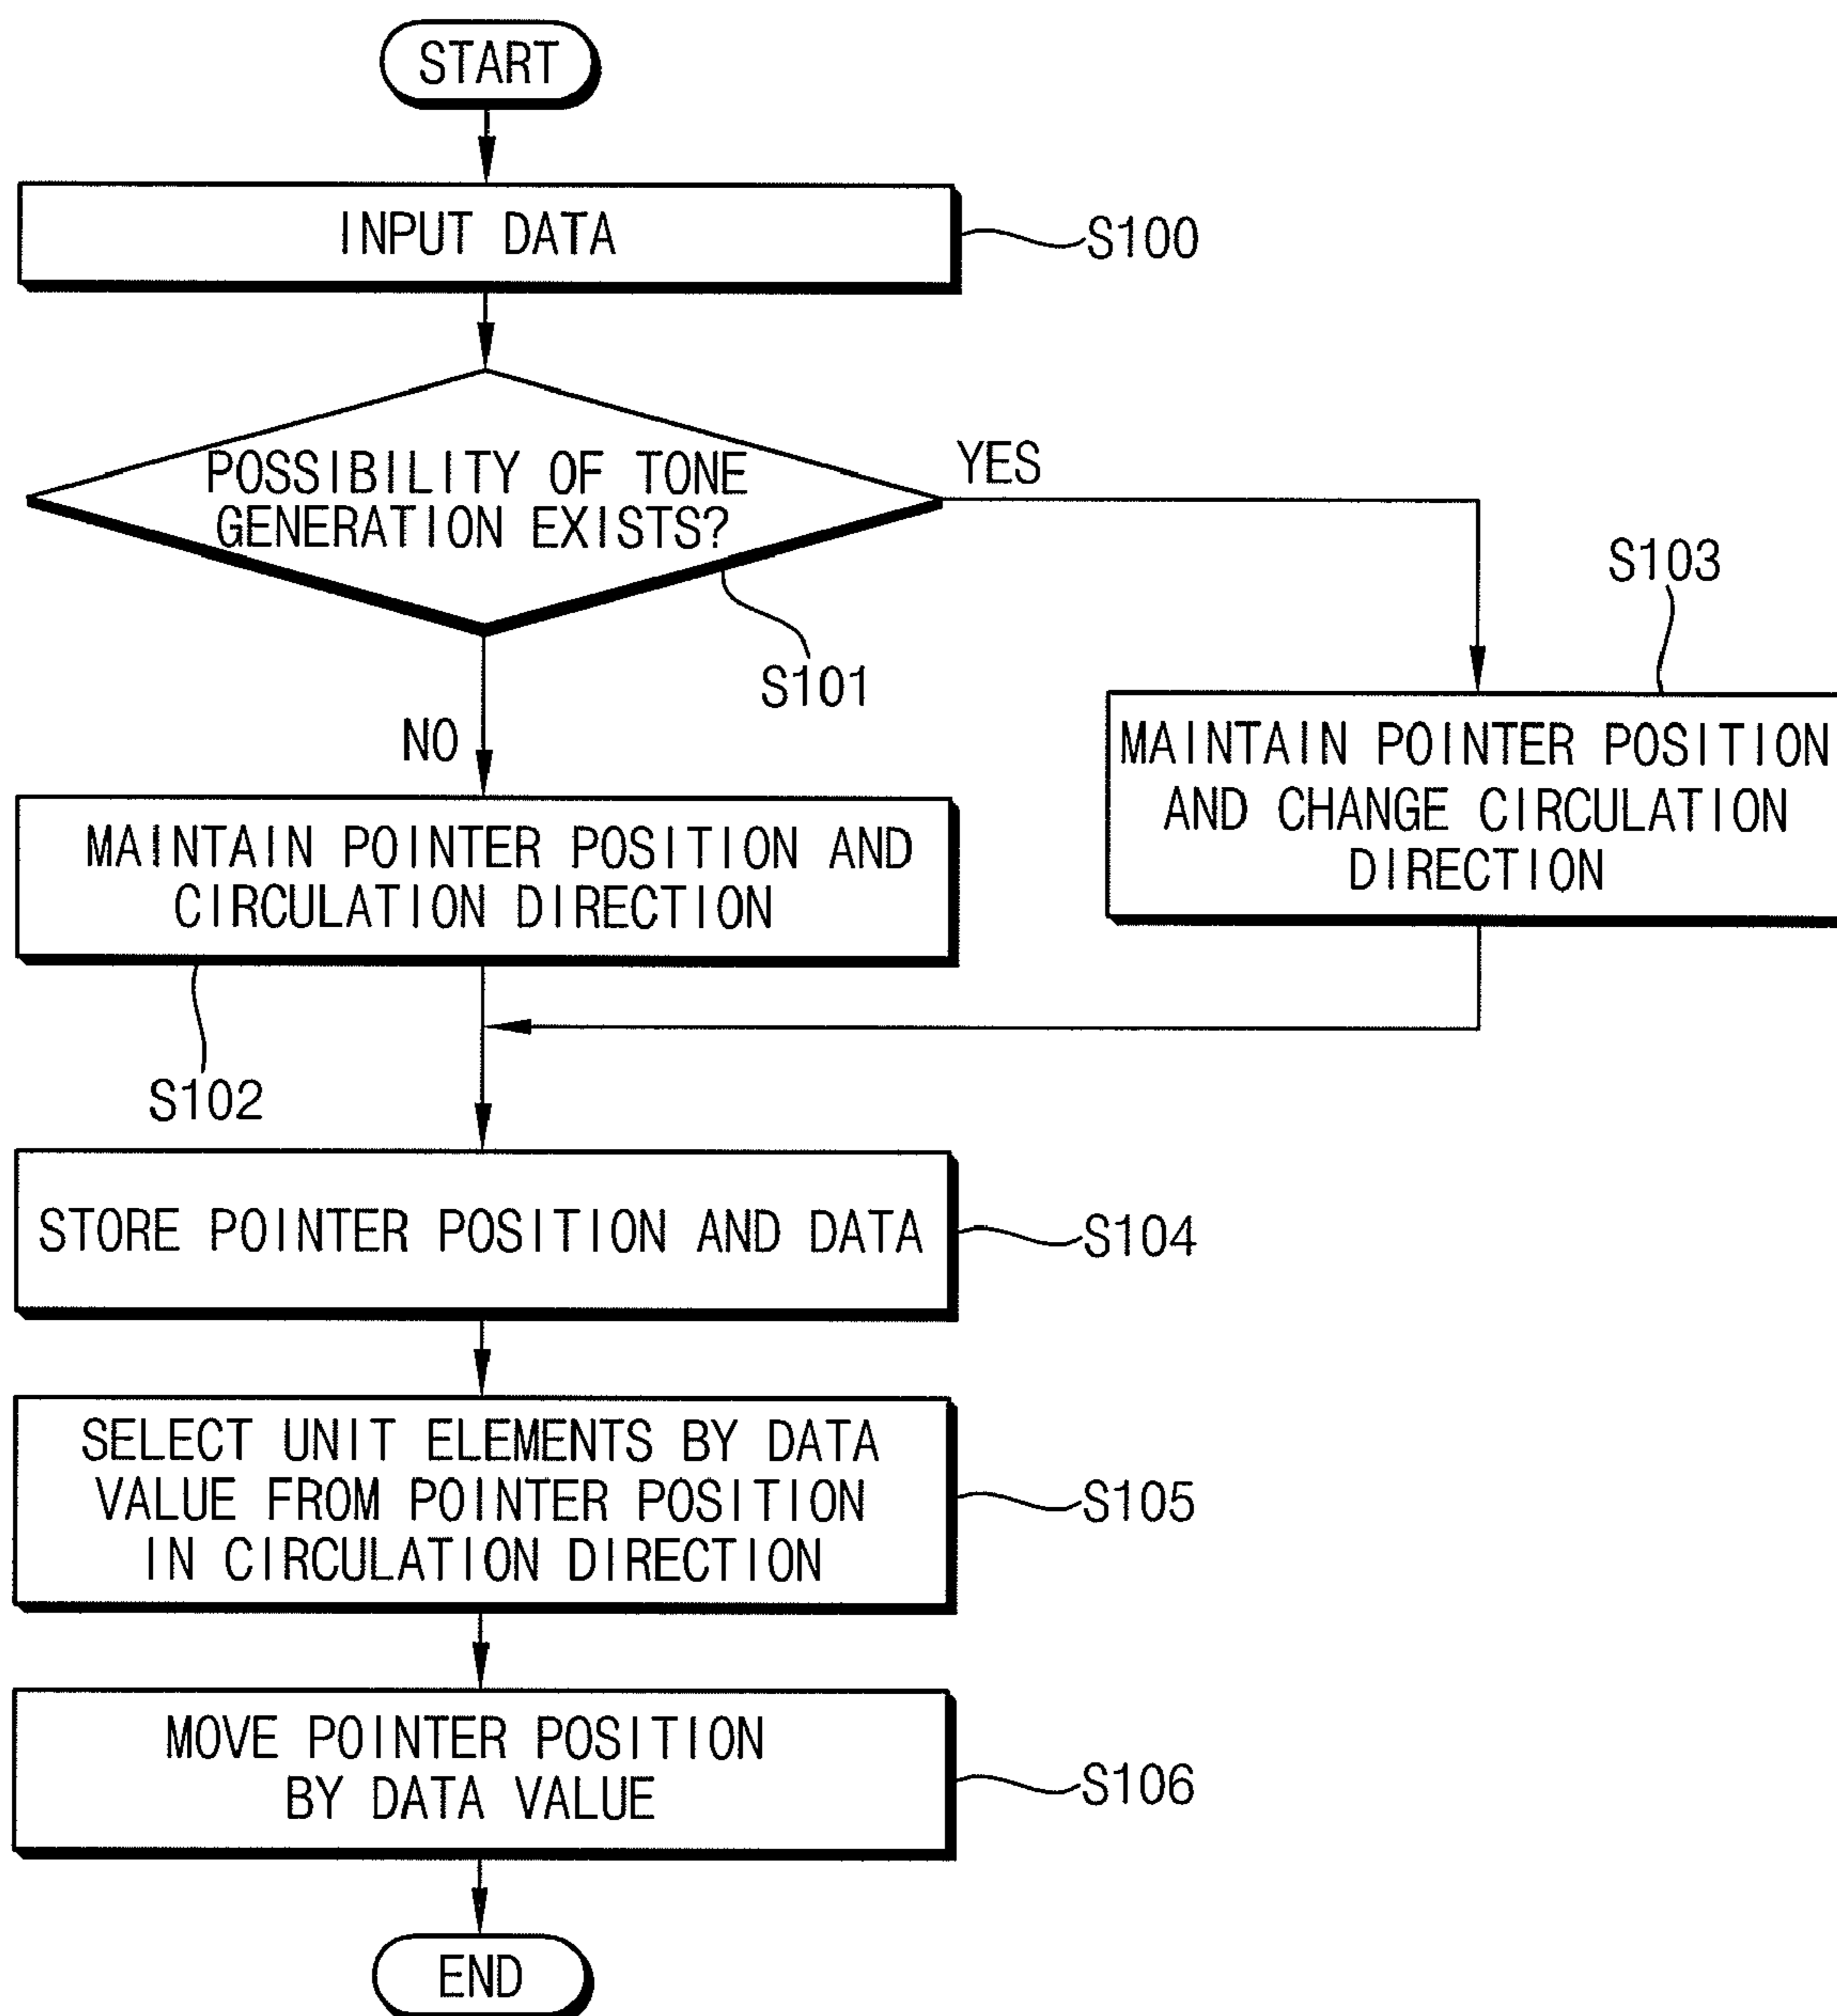 START
INPUT DATA
S100
POSSIBILITY OF TONE
GENERATION EXISTS?
YES
S101
NO
S103
MAINTAIN POINTER POSITION
AND CHANGE CIRCULATION
DIRECTION
MAINTAIN POINTER POSITION AND
CIRCULATION DIRECTION
S102
STORE POINTER POSITION AND DATA
S104
SELECT UNIT ELEMENTS BY DATA
VALUE FROM POINTER POSITION
IN CIRCULATION DIRECTION
S105
MOVE POINTER POSITION
BY DATA VALUE
S106
END